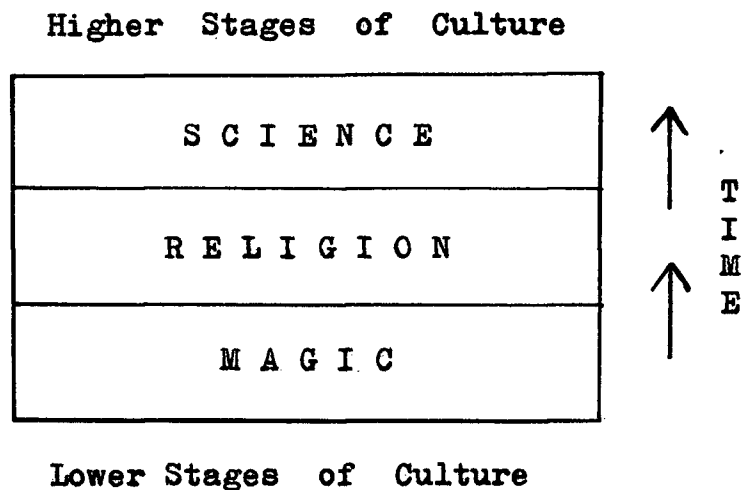 Higher Stages of Culture
SCIENCE
RELIGION
MAGIC
TIME
Lower Stages of Culture